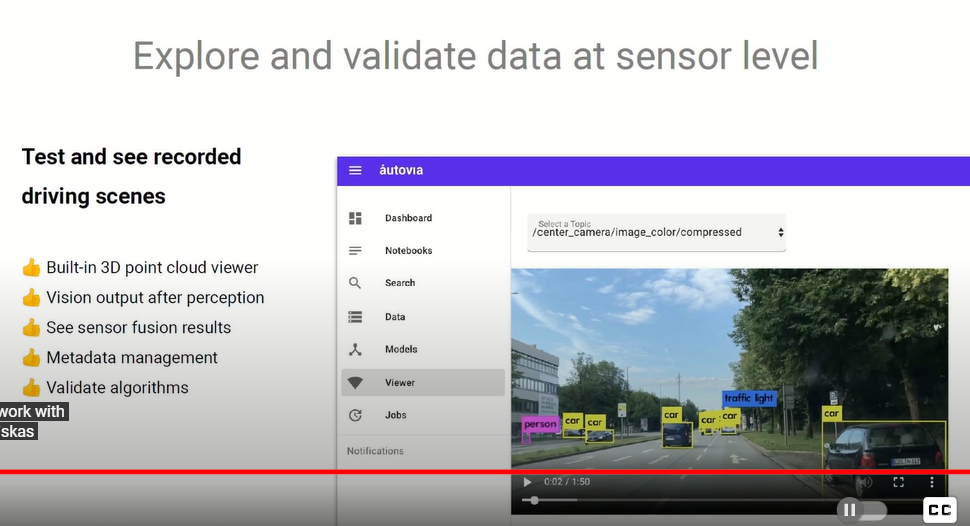 Explore and validate data at sensor level
Test and see recorded
driving scenes
👍 Built-in 3D point cloud viewer
👍 Vision output after perception
👍 See sensor fusion results
👍 Metadata management
👍 Validate algorithms
work with
skas
autovia
Dashboard
Notebooks
Search
Data
Models
Viewer
Jobs
Notifications
Select a Topic
/center_camera/image_color/compressed
traffic light
person
car
car
car
car
car
car
0:02 / 1:50
CC